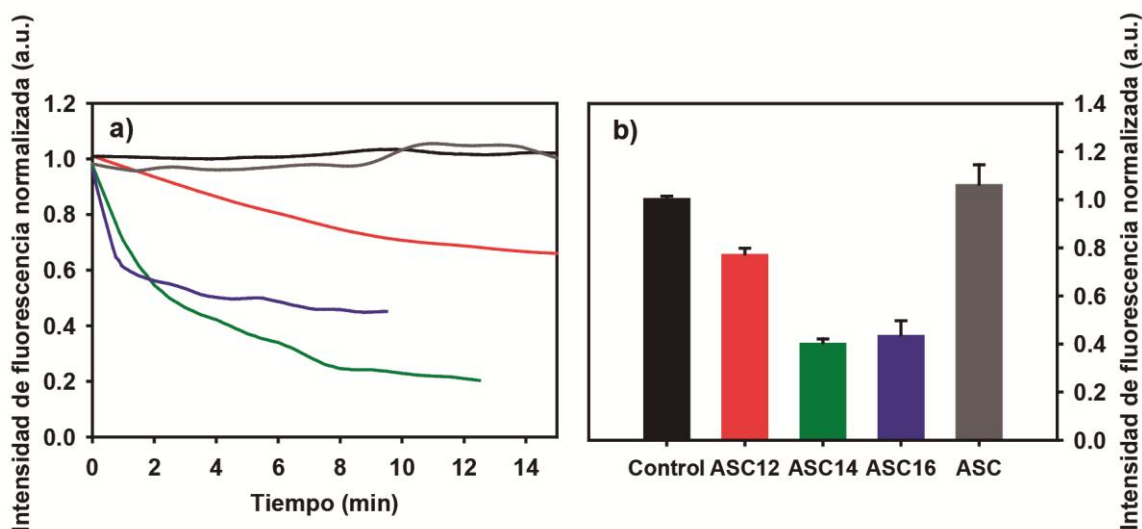 Intensidad de fluorescencia normalizada (a.u.)
a)
1.2
1.0
0.8
0.6
0.4
0.2
0.0
0 2 4 6 8 10 12 14
Tiempo (min)
b)
1.4
1.2
1.0
0.8
0.6
0.4
0.2
0.0
Control ASC12 ASC14 ASC16 ASC
Intensidad de fluorescencia normalizada (a.u.)